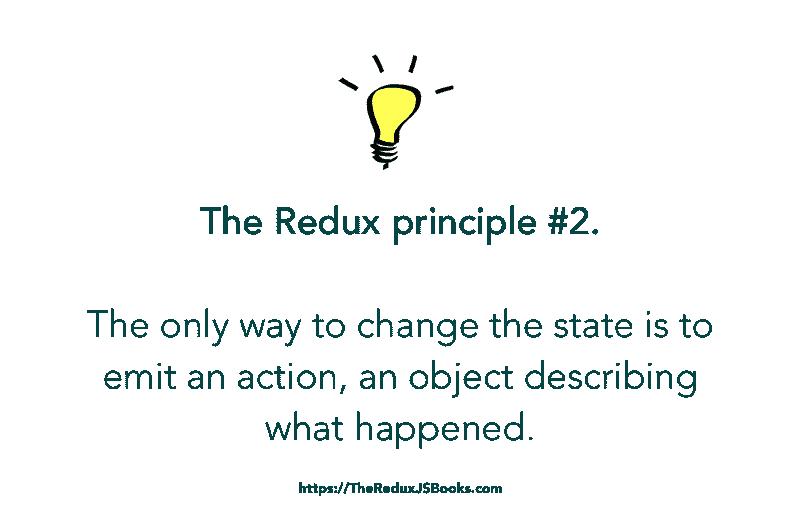 The Redux principle #2.
The only way to change the state is to
emit an action, an object describing
what happened.
https://TheReduxJSBooks.com